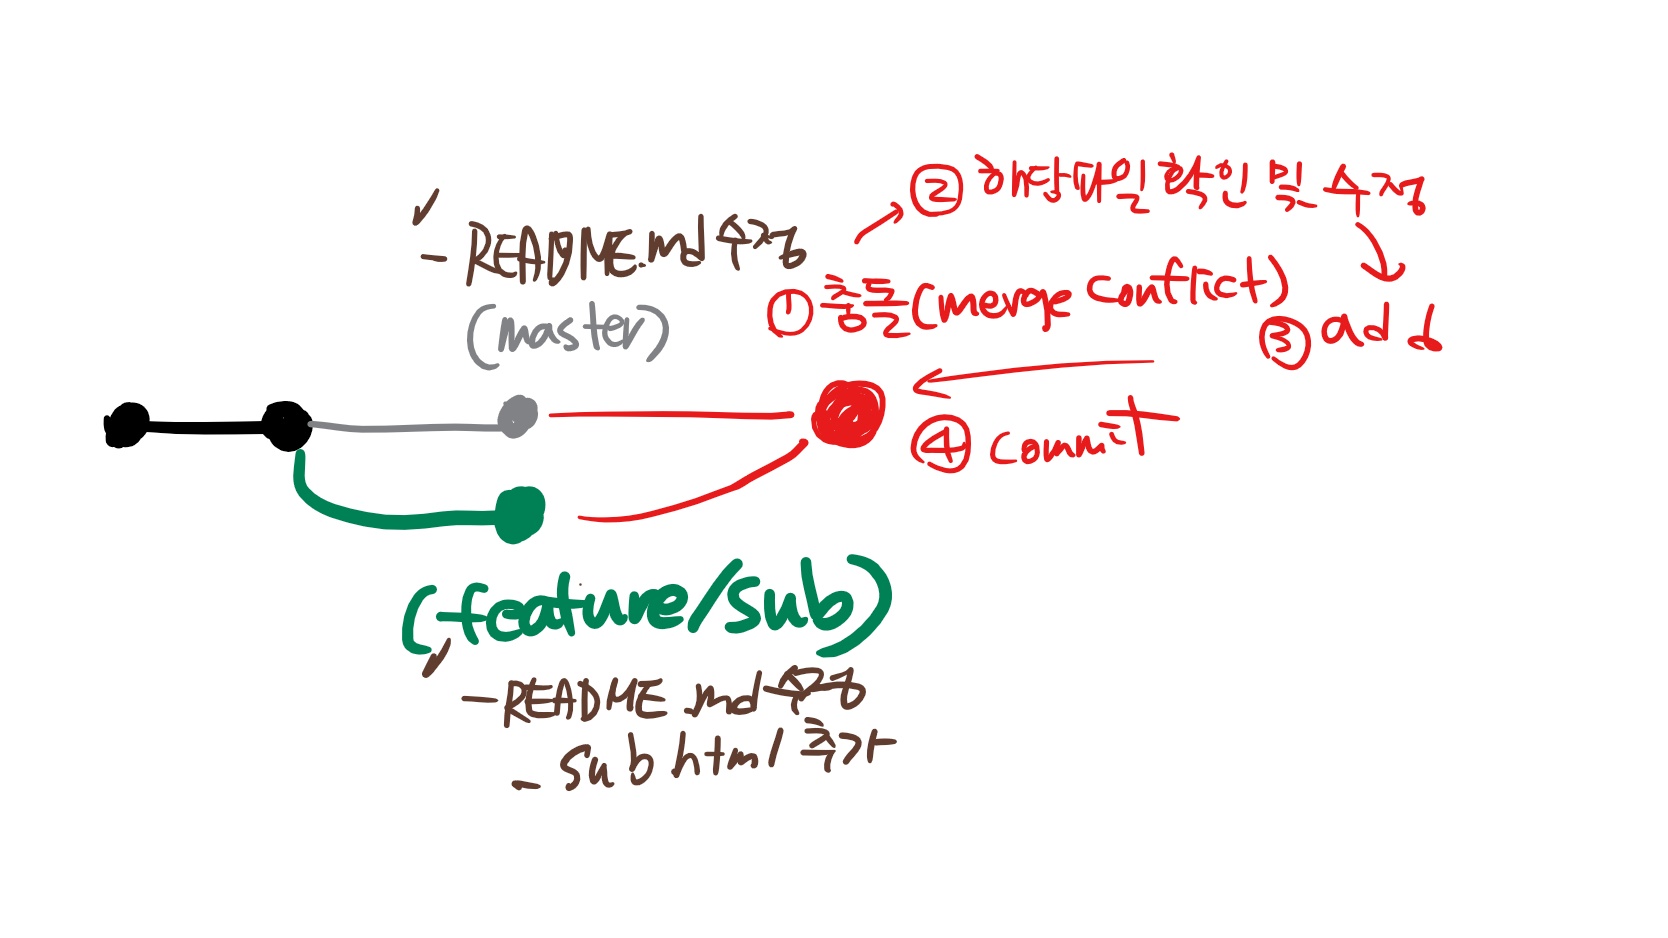 ② 해당파일 확인 및 수정
✓
- README.md 수정
① 충돌(merge conflict)
(master)
③ add
④ commit
(feature/sub)
✓
- README.md 수정
- sub html 추가